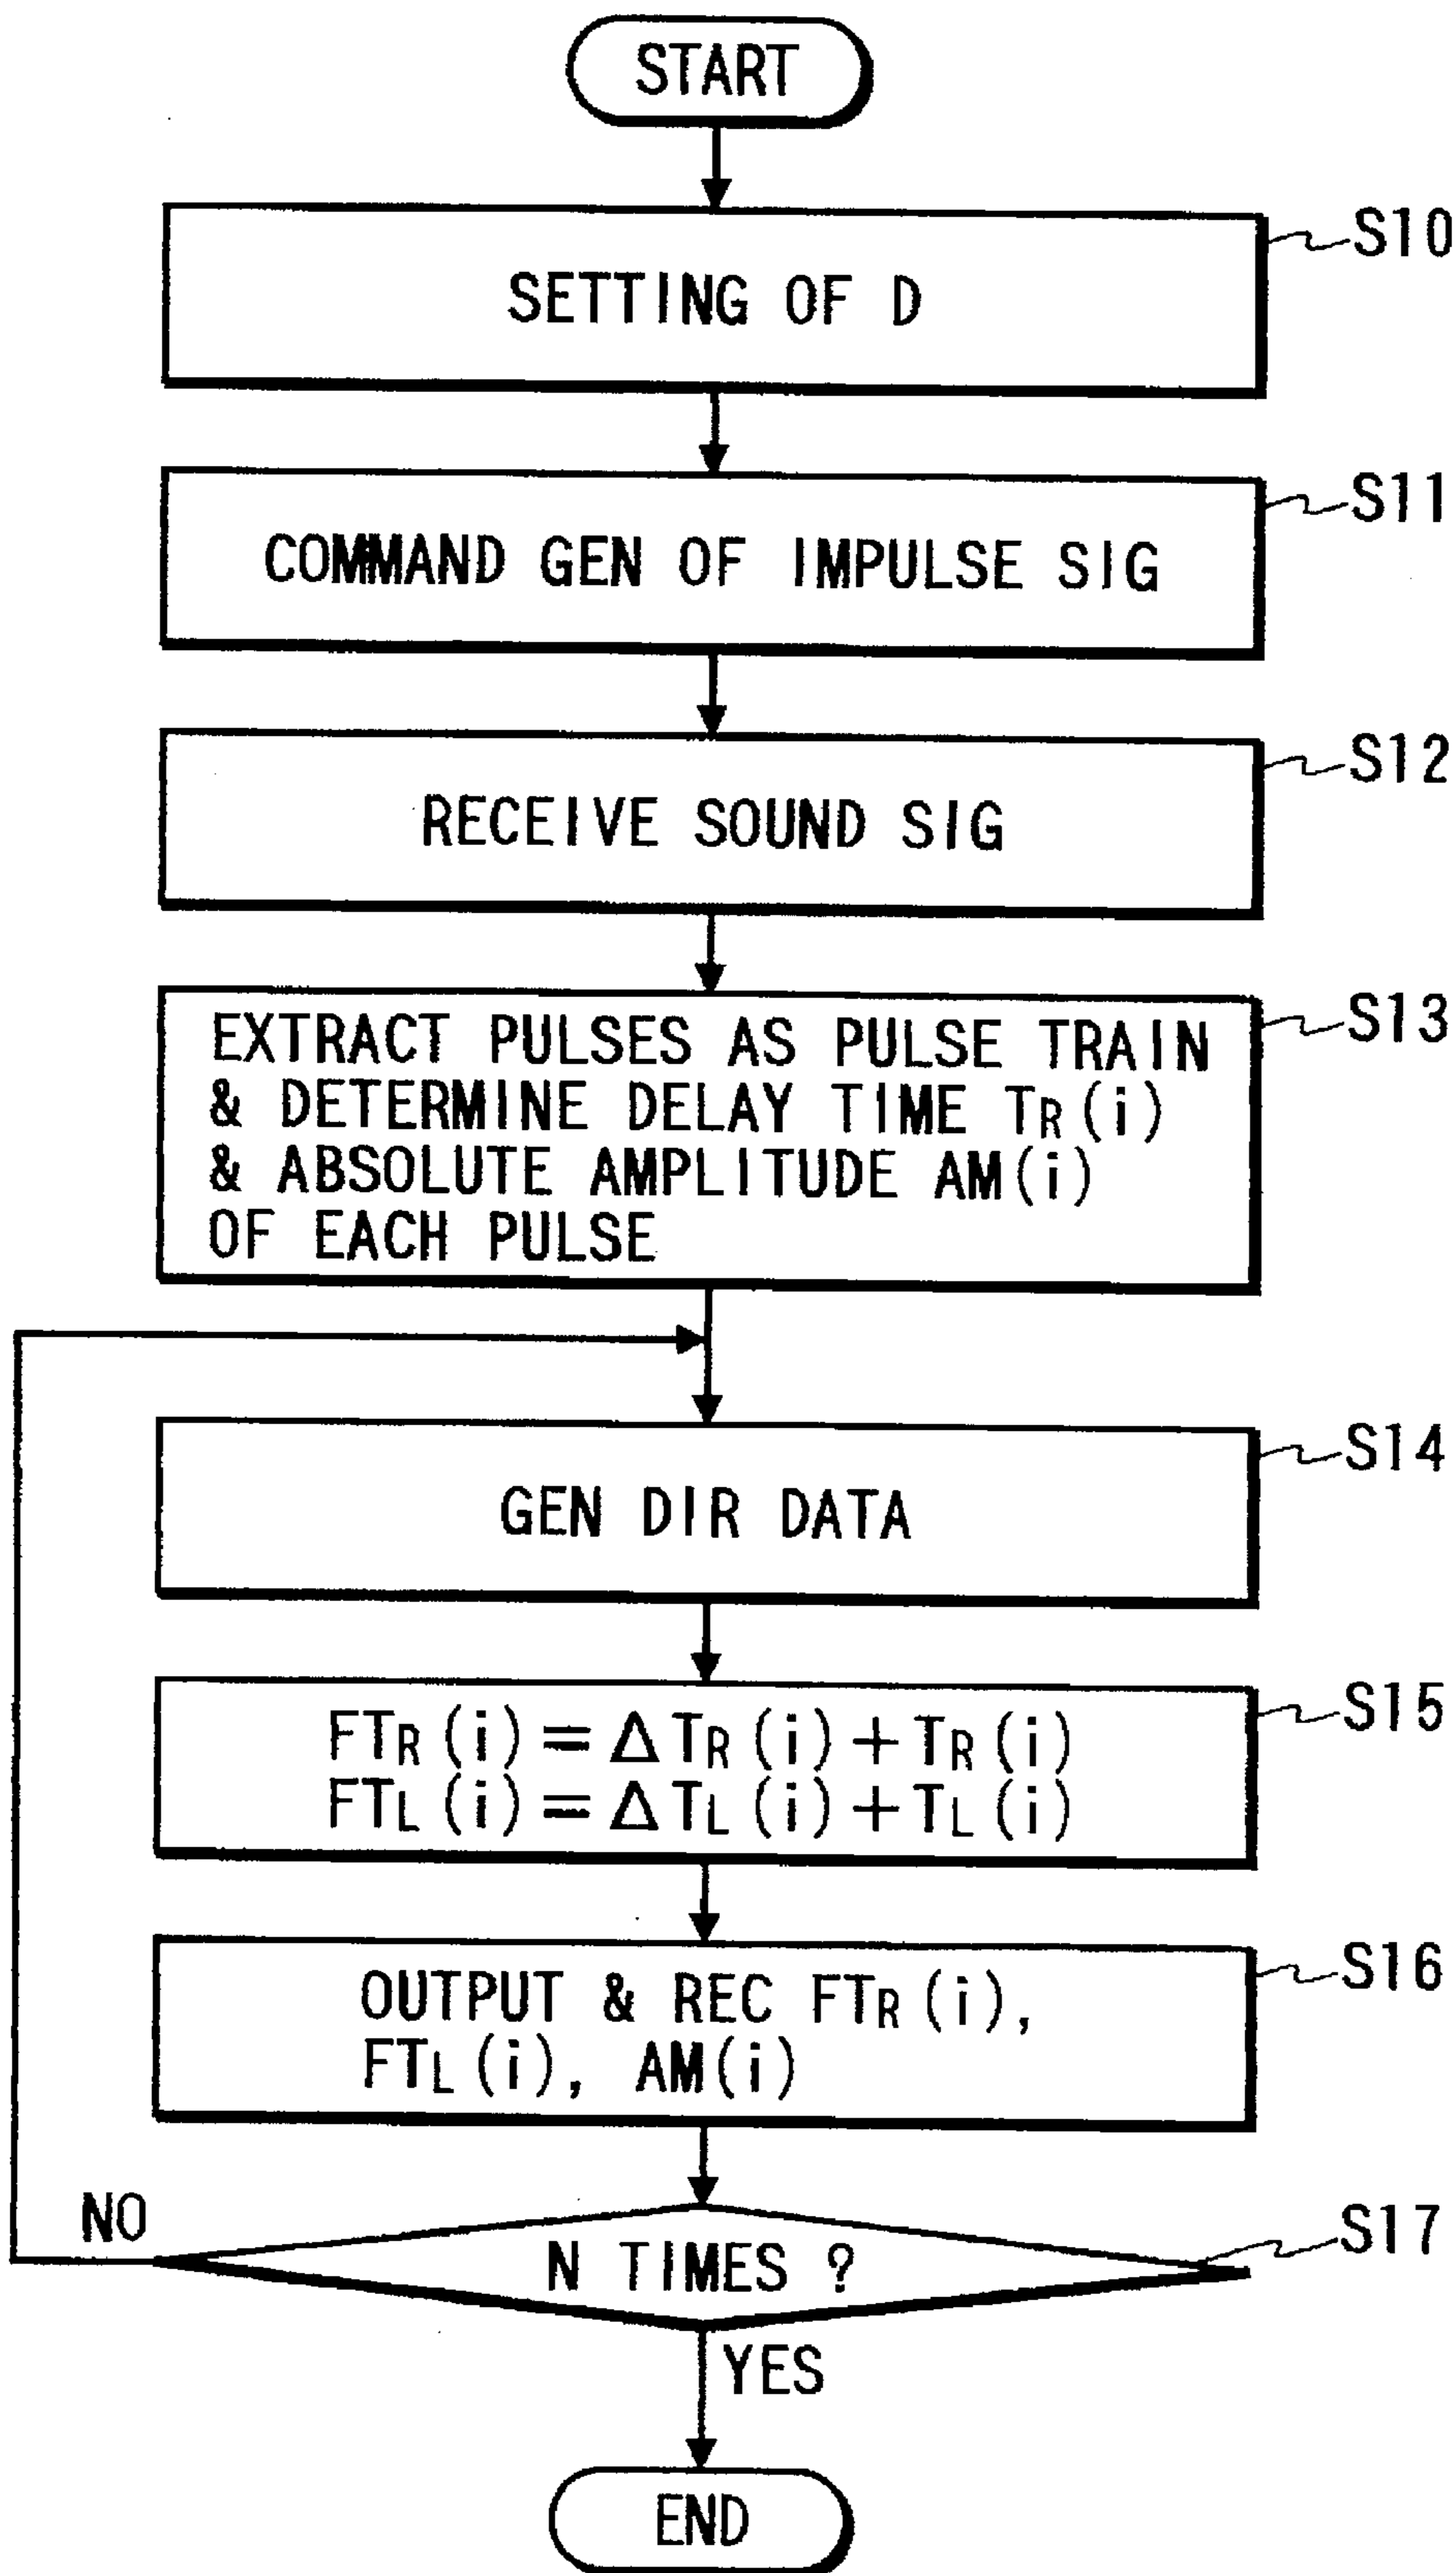 START
SETTING OF D
S10
COMMAND GEN OF IMPULSE SIG
S11
RECEIVE SOUND SIG
S12
EXTRACT PULSES AS PULSE TRAIN
& DETERMINE DELAY TIME TR(i)
& ABSOLUTE AMPLITUDE AM(i)
OF EACH PULSE
S13
GEN DIR DATA
S14
FTR(i)=ΔTR(i)+TR(i)
FTL(i)=ΔTL(i)+TL(i)
S15
OUTPUT & REC FTR(i),
FTL(i), AM(i)
S16
NO
N TIMES ?
S17
YES
END